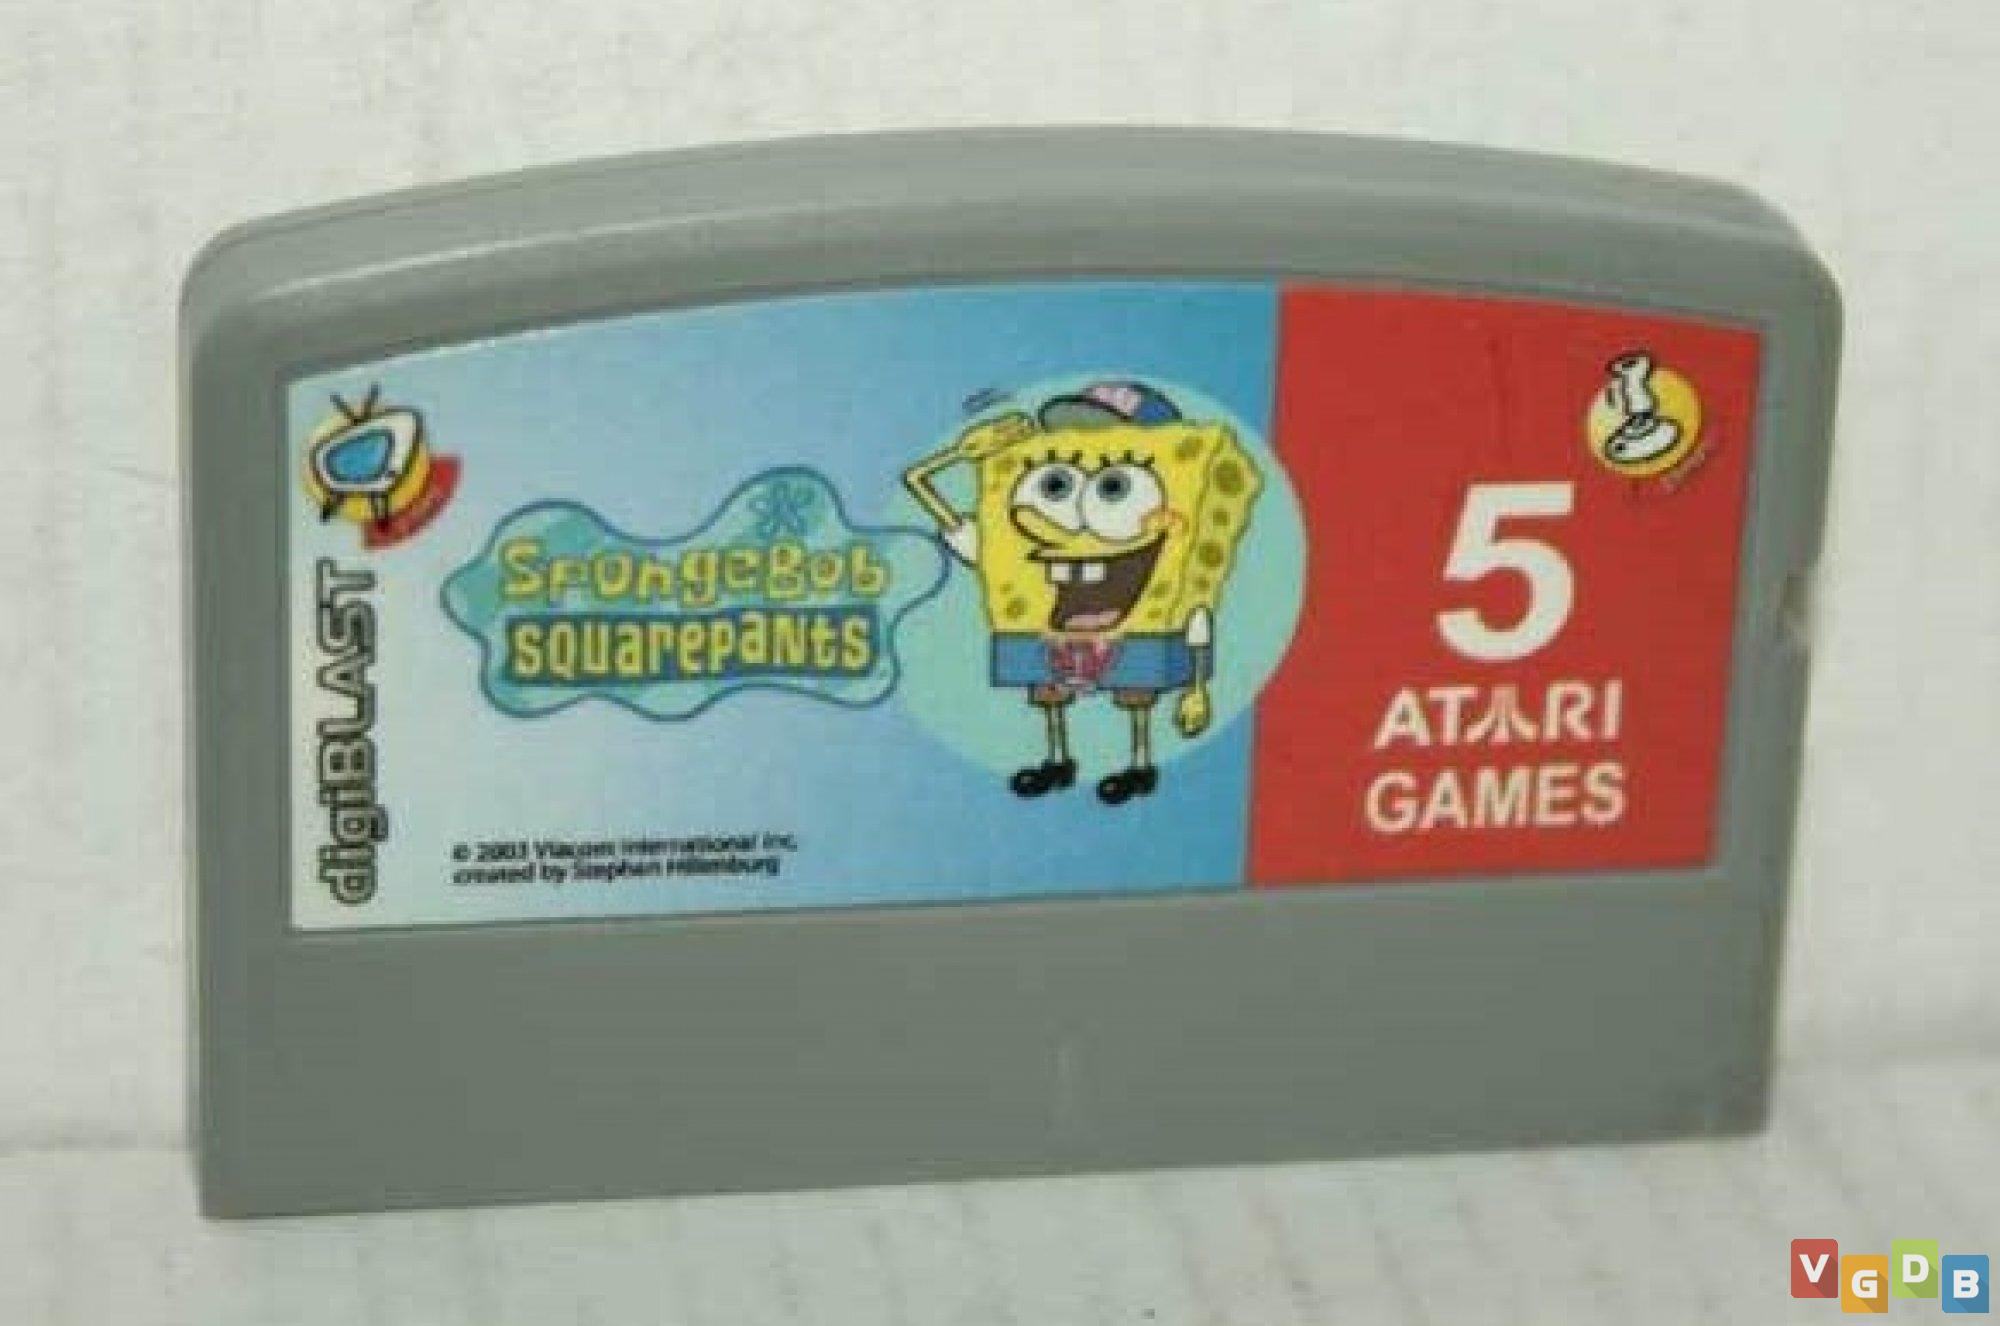 digiBLAST
SpongeBob
SquarePants
© 2003 Viacom International Inc.
created by Stephen Hillenburg
5
ATARI
GAMES
VGDB